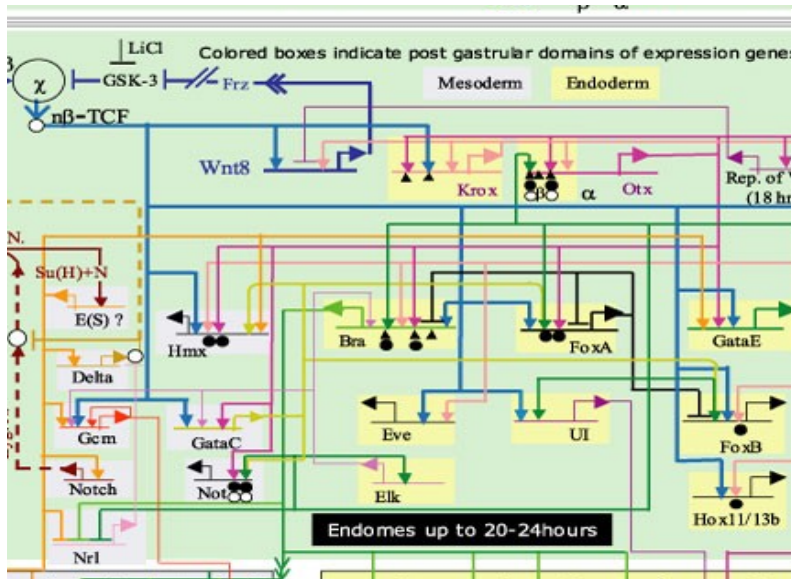 LiCl
Colored boxes indicate post gastrular domains of expression genes
χ
GSK-3
Frz
Mesoderm
Endoderm
nβ-TCF
Wnt8
Krox
β
α
Otx
Rep. of
(18 hr
N.
Su(H)+N
E(S) ?
Hmx
Bra
FoxA
GataE
Delta
Gcm
GataC
Eve
UI
FoxB
Notch
Not
Elk
Hox11/13b
Endomes up to 20-24hours
Nrl